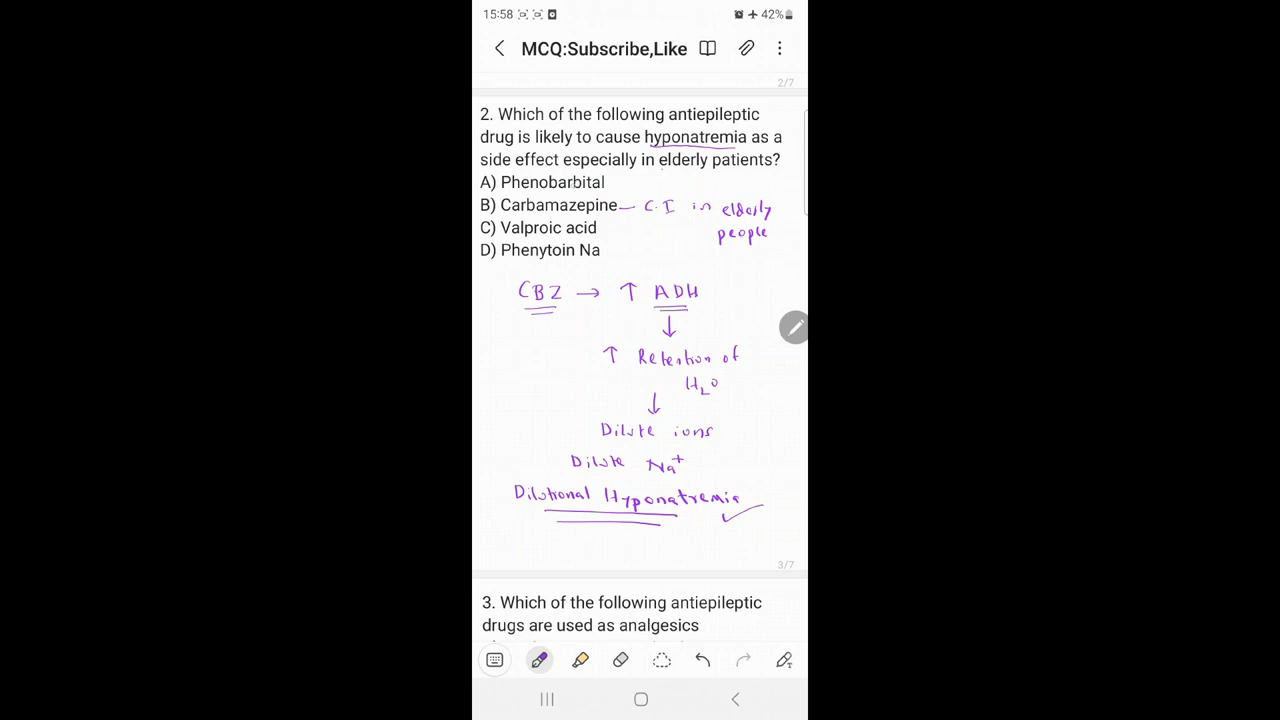 15:58 42%
MCQ:Subscribe,Like
2/7
2. Which of the following antiepileptic
drug is likely to cause hyponatremia as a
side effect especially in elderly patients?
A) Phenobarbital
B) Carbamazepine — C.I in elderly
people
C) Valproic acid
D) Phenytoin Na
CBZ → ↑ ADH
↓
↑ Retention of
H2O
↓
Dilute ions
Dilute Na+
Dilutional Hyponatremia ✓
3/7
3. Which of the following antiepileptic
drugs are used as analgesics